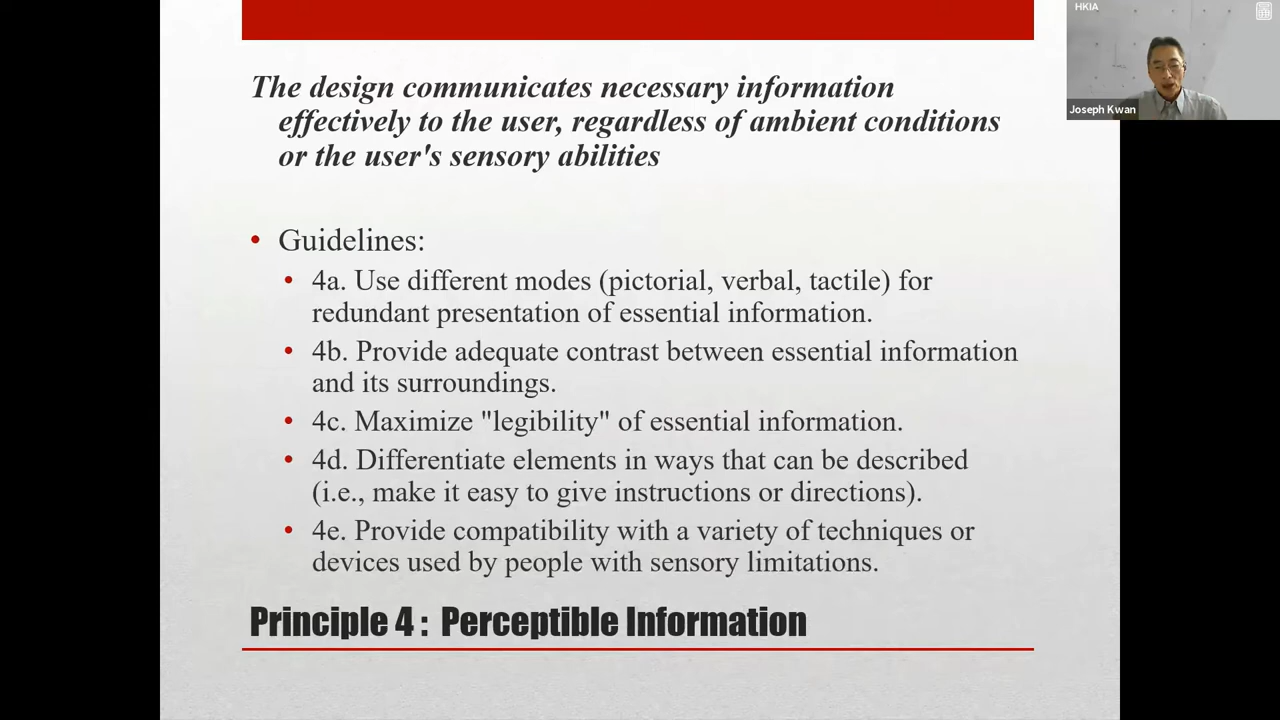 HKIA
Joseph Kwan
The design communicates necessary information
effectively to the user, regardless of ambient conditions
or the user's sensory abilities
• Guidelines:
• 4a. Use different modes (pictorial, verbal, tactile) for
redundant presentation of essential information.
• 4b. Provide adequate contrast between essential information
and its surroundings.
• 4c. Maximize "legibility" of essential information.
• 4d. Differentiate elements in ways that can be described
(i.e., make it easy to give instructions or directions).
• 4e. Provide compatibility with a variety of techniques or
devices used by people with sensory limitations.
Principle 4 : Perceptible Information